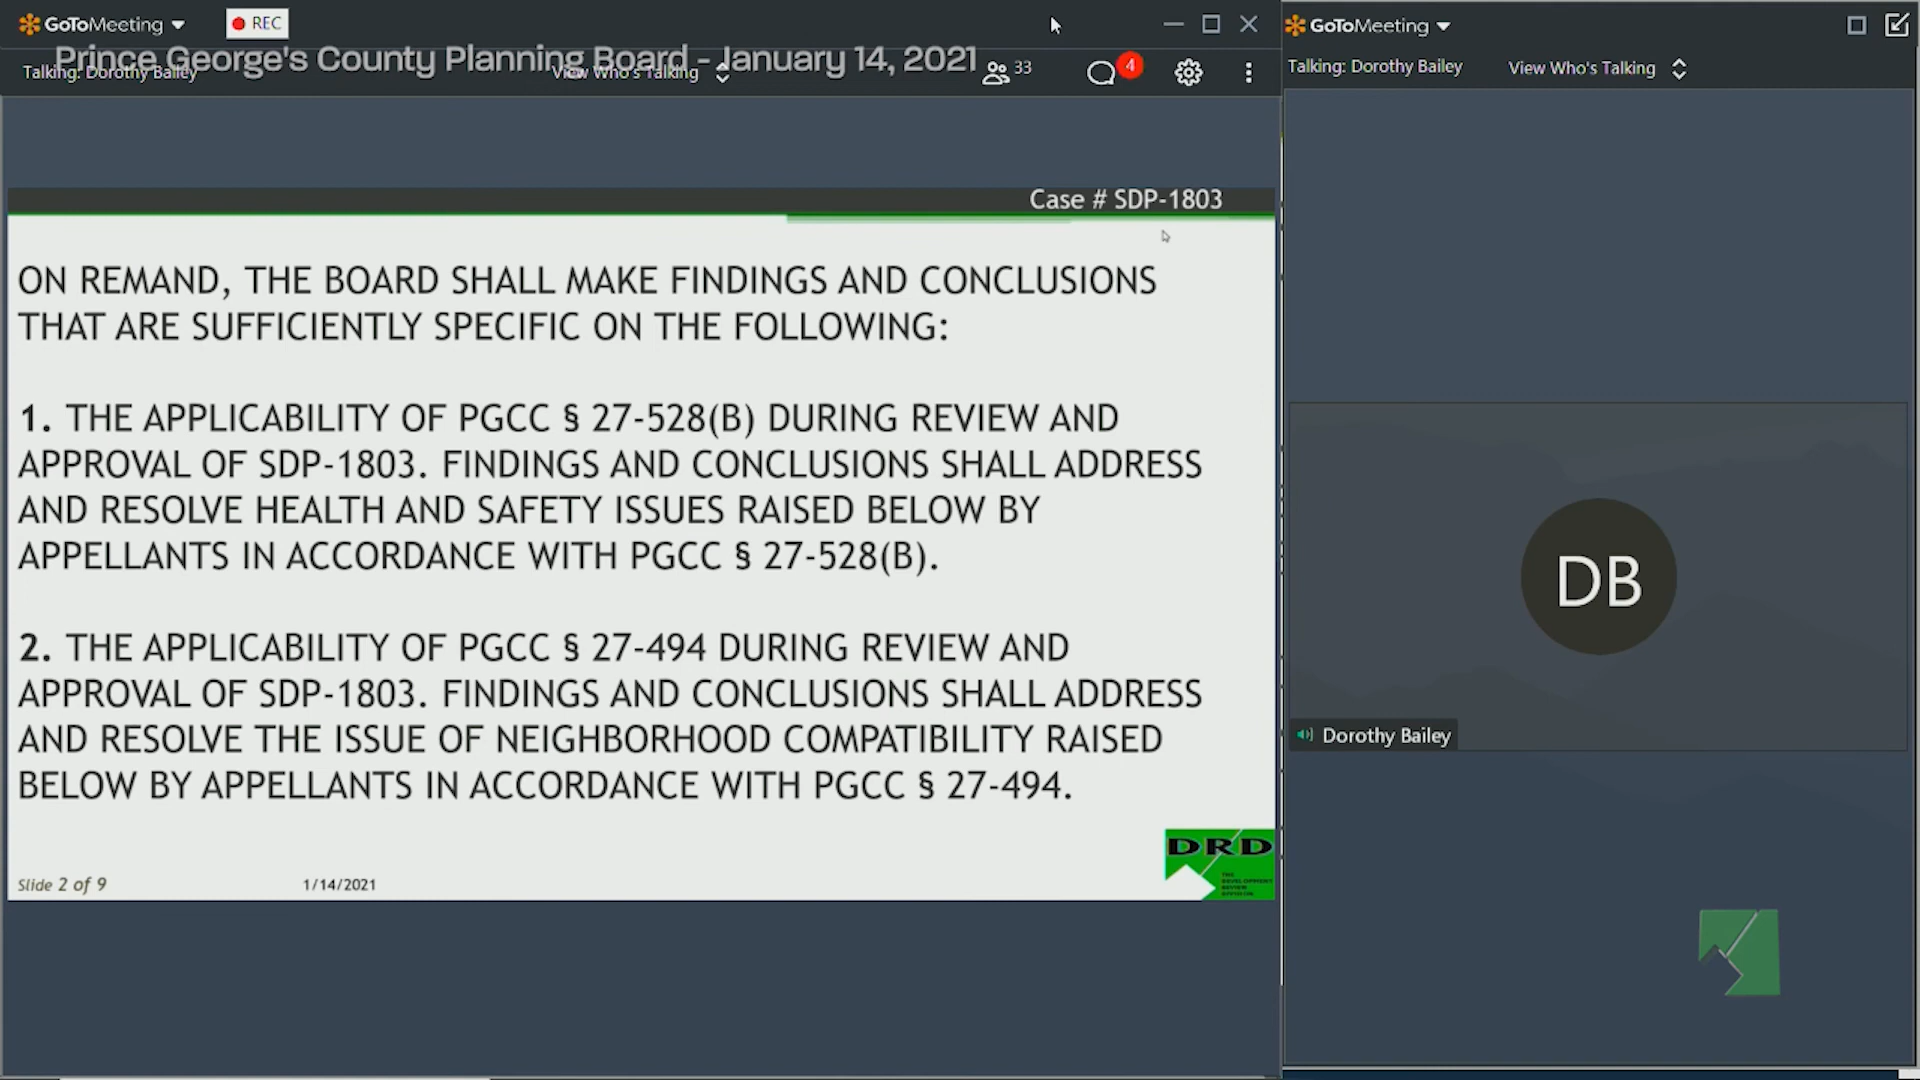 GoToMeeting
REC
Prince George's County Planning Board - January 14, 2021
Talking: Dorothy Bailey
View Who's Talking
33
4
GoToMeeting
Talking: Dorothy Bailey
View Who's Talking
Case # SDP-1803
ON REMAND, THE BOARD SHALL MAKE FINDINGS AND CONCLUSIONS
THAT ARE SUFFICIENTLY SPECIFIC ON THE FOLLOWING:
1. THE APPLICABILITY OF PGCC § 27-528(B) DURING REVIEW AND
APPROVAL OF SDP-1803. FINDINGS AND CONCLUSIONS SHALL ADDRESS
AND RESOLVE HEALTH AND SAFETY ISSUES RAISED BELOW BY
APPELLANTS IN ACCORDANCE WITH PGCC § 27-528(B).
2. THE APPLICABILITY OF PGCC § 27-494 DURING REVIEW AND
APPROVAL OF SDP-1803. FINDINGS AND CONCLUSIONS SHALL ADDRESS
AND RESOLVE THE ISSUE OF NEIGHBORHOOD COMPATIBILITY RAISED
BELOW BY APPELLANTS IN ACCORDANCE WITH PGCC § 27-494.
DRD
THE
DEVELOPMENT
REVIEW
DIVISION
Slide 2 of 9
1/14/2021
DB
Dorothy Bailey